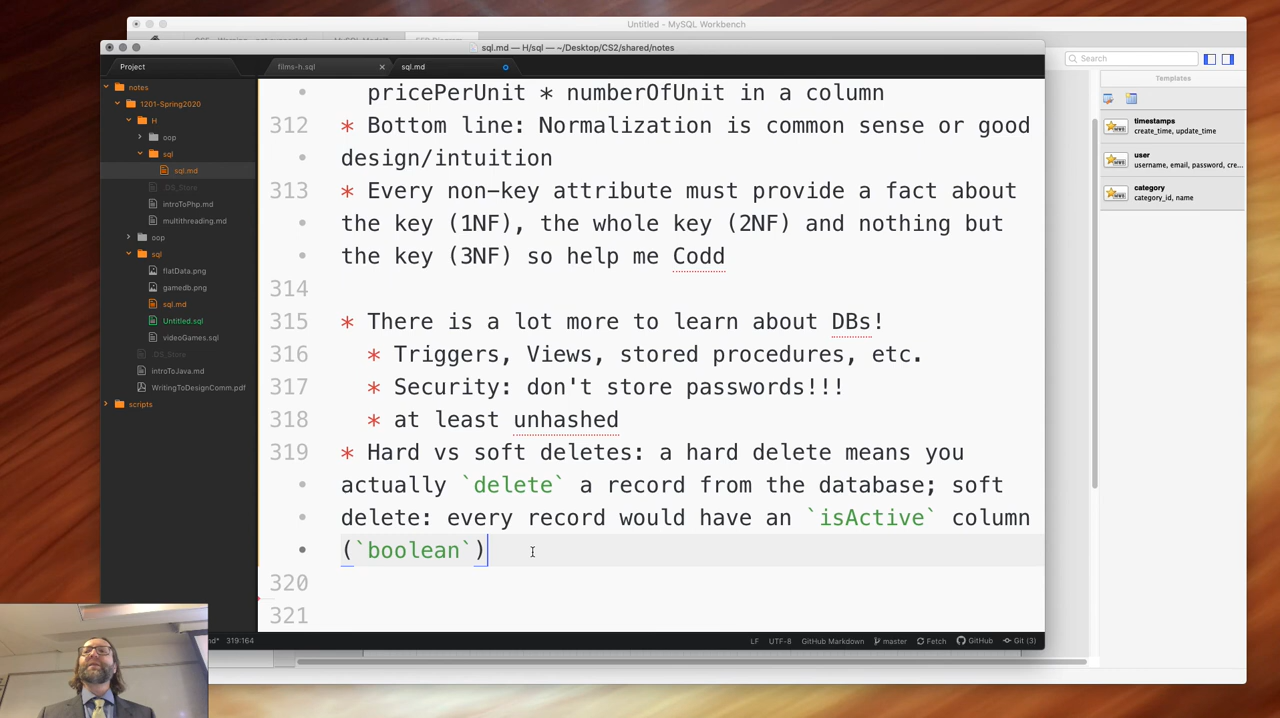 Untitled - MySQL Workbench
sql.md — H/sql — ~/Desktop/CS2/shared/notes
Project
films-h.sql
sql.md
Search
Templates
timestamps
create_time, update_time
user
username, email, password, cre...
category
category_id, name
notes
1201-Spring2020
H
oop
sql
sql.md
.DS_Store
introToPhp.md
multithreading.md
oop
sql
flatData.png
gamedb.png
sql.md
Untitled.sql
videoGames.sql
.DS_Store
introToJava.md
WritingToDesignComm.pdf
scripts
pricePerUnit * numberOfUnit in a column
312 * Bottom line: Normalization is common sense or good
design/intuition
313 * Every non-key attribute must provide a fact about
the key (1NF), the whole key (2NF) and nothing but
the key (3NF) so help me Codd
314
315 * There is a lot more to learn about DBs!
316 * Triggers, Views, stored procedures, etc.
317 * Security: don't store passwords!!!
318 * at least unhashed
319 * Hard vs soft deletes: a hard delete means you
actually `delete` a record from the database; soft
delete: every record would have an `isActive` column
(`boolean`)
320
321
319:164
LF UTF-8 GitHub Markdown master Fetch GitHub Git (3)